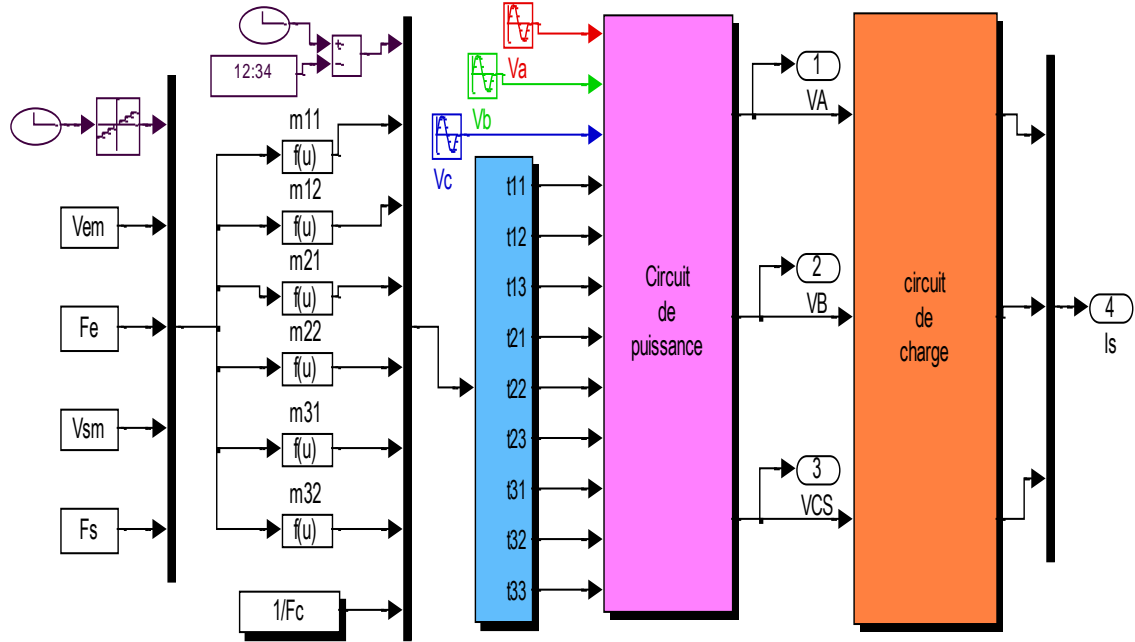 12:34
+
−
Va
Vb
Vc
Vem
Fe
Vsm
Fs
m11
f(u)
m12
f(u)
m21
f(u)
m22
f(u)
m31
f(u)
m32
f(u)
1/Fc
t11
t12
t13
t21
t22
t23
t31
t32
t33
Circuit
de
puissance
1
VA
2
VB
3
VCS
circuit
de
charge
4
Is